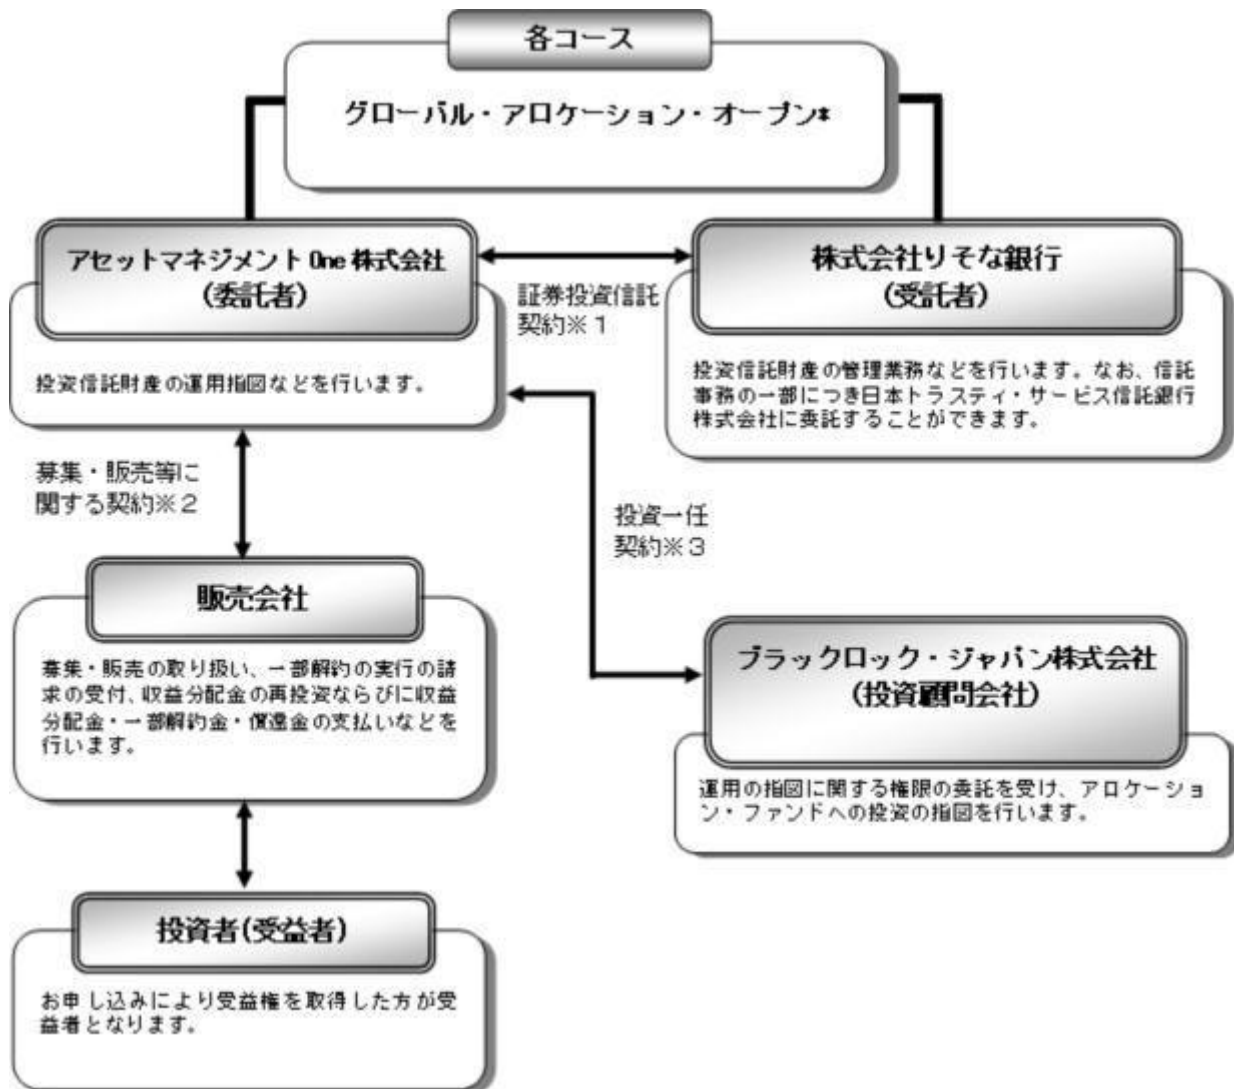 各コース
グローバル・アロケーション・オープン*
アセットマネジメント One 株式会社
(委託者)
証券投資信託
契約※1
株式会社りそな銀行
(受託者)
投資信託財産の運用指図などを行います。
投資信託財産の管理業務などを行います。なお、信託
事務の一部につき日本トラスティ・サービス信託銀行
株式会社に委託することができます。
募集・販売等に
関する契約※2
投資一任
契約※3
販売会社
募集・販売の取り扱い、一部解約の実行の請
求の受付、収益分配金の再投資ならびに収益
分配金・一部解約金・償還金の支払いなどを
行います。
ブラックロック・ジャパン株式会社
(投資顧問会社)
運用の指図に関する権限の委託を受け、アロケーショ
ン・ファンドへの投資の指図を行います。
投資者(受益者)
お申し込みにより受益権を取得した方が受
益者となります。